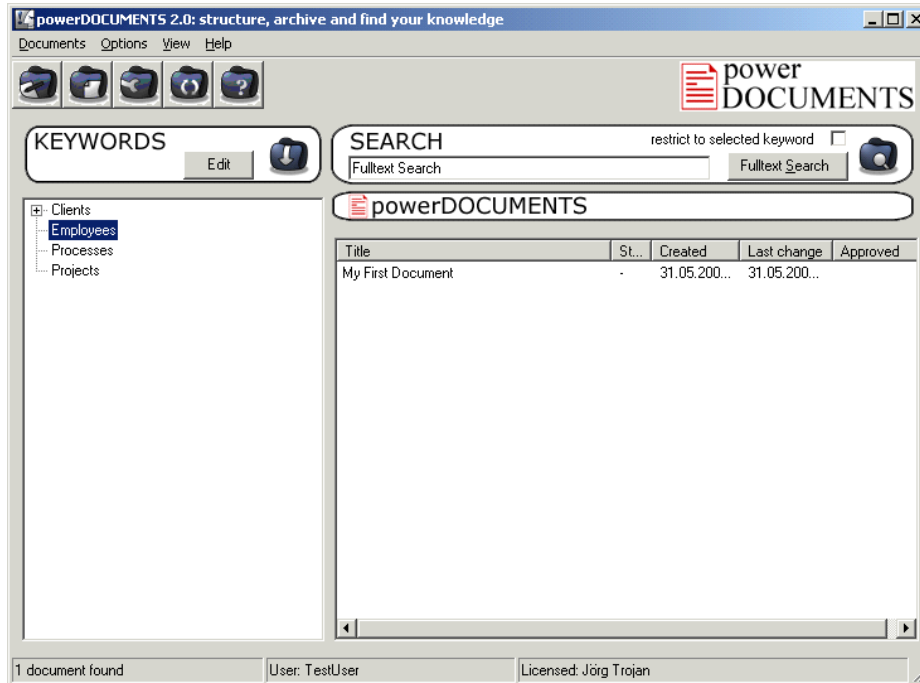 powerDOCUMENTS 2.0: structure, archive and find your knowledge
Documents Options View Help
power
DOCUMENTS
KEYWORDS
Edit
SEARCH
restrict to selected keyword
Fulltext Search
Fulltext Search
powerDOCUMENTS
Clients
Employees
Processes
Projects
Title St... Created Last change Approved
My First Document - 31.05.200... 31.05.200...
1 document found User: TestUser Licensed: Jörg Trojan